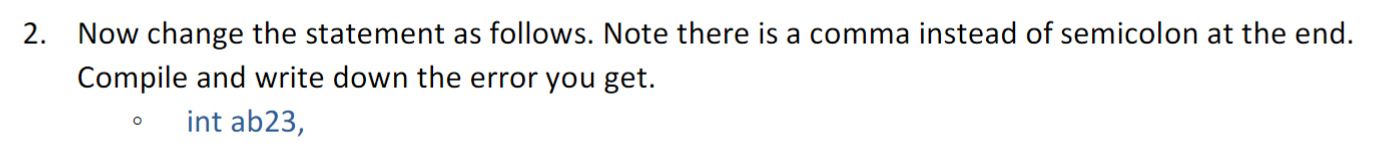 2. Now change the statement as follows. Note there is a comma instead of semicolon at the end.
Compile and write down the error you get.
○ int ab23,